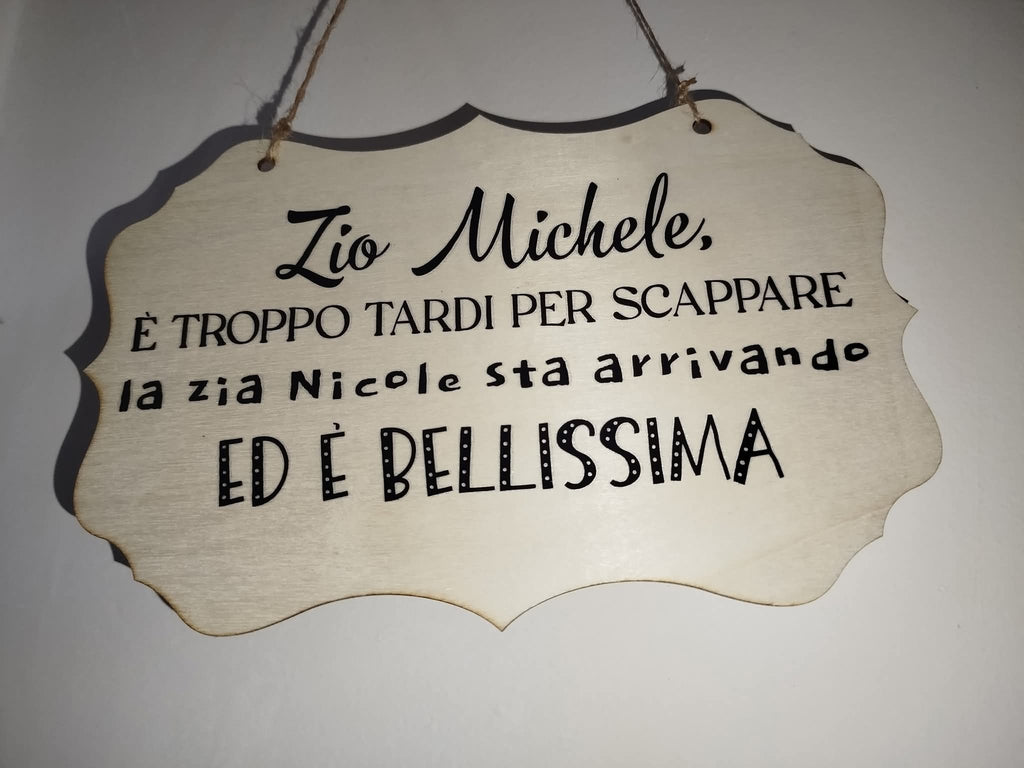 Zio Michele,
È TROPPO TARDI PER SCAPPARE
la zia Nicole sta arrivando
ED È BELLISSIMA